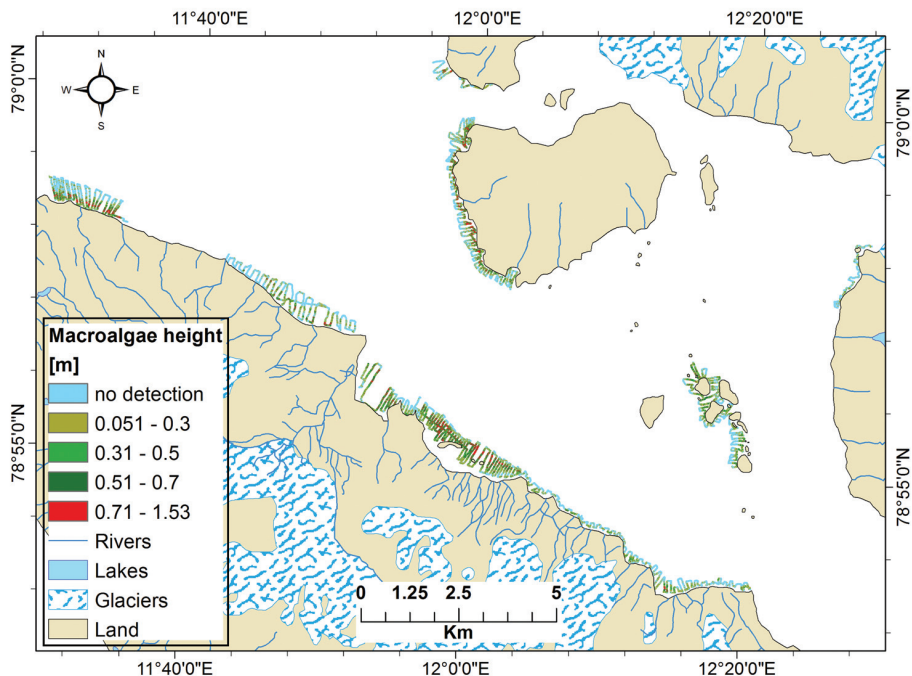 11°40'0"E 12°0'0"E 12°20'0"E
79°0'0"N
N
W E
S
79°0'0"N
Macroalgae height
[m]
no detection
0.051 - 0.3
0.31 - 0.5
0.51 - 0.7
0.71 - 1.53
Rivers
Lakes
Glaciers
Land
78°55'0"N
78°55'0"N
0 1.25 2.5 5
Km
11°40'0"E 12°0'0"E 12°20'0"E